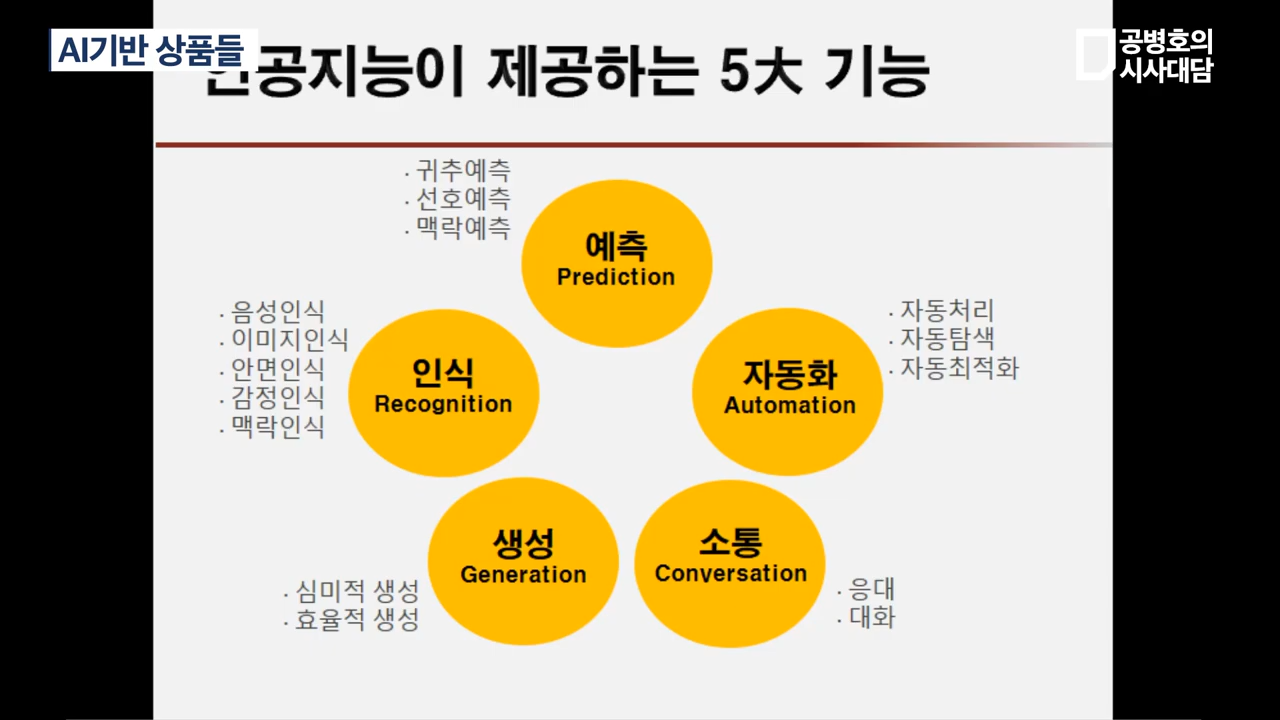 AI기반 상품들
공병호의
시사대담
인공지능이 제공하는 5大 기능
· 귀추예측
· 선호예측
· 맥락예측
예측
Prediction
· 음성인식
· 이미지인식
· 안면인식
· 감정인식
· 맥락인식
인식
Recognition
자동화
Automation
· 자동처리
· 자동탐색
· 자동최적화
생성
Generation
· 심미적 생성
· 효율적 생성
소통
Conversation
· 응대
· 대화